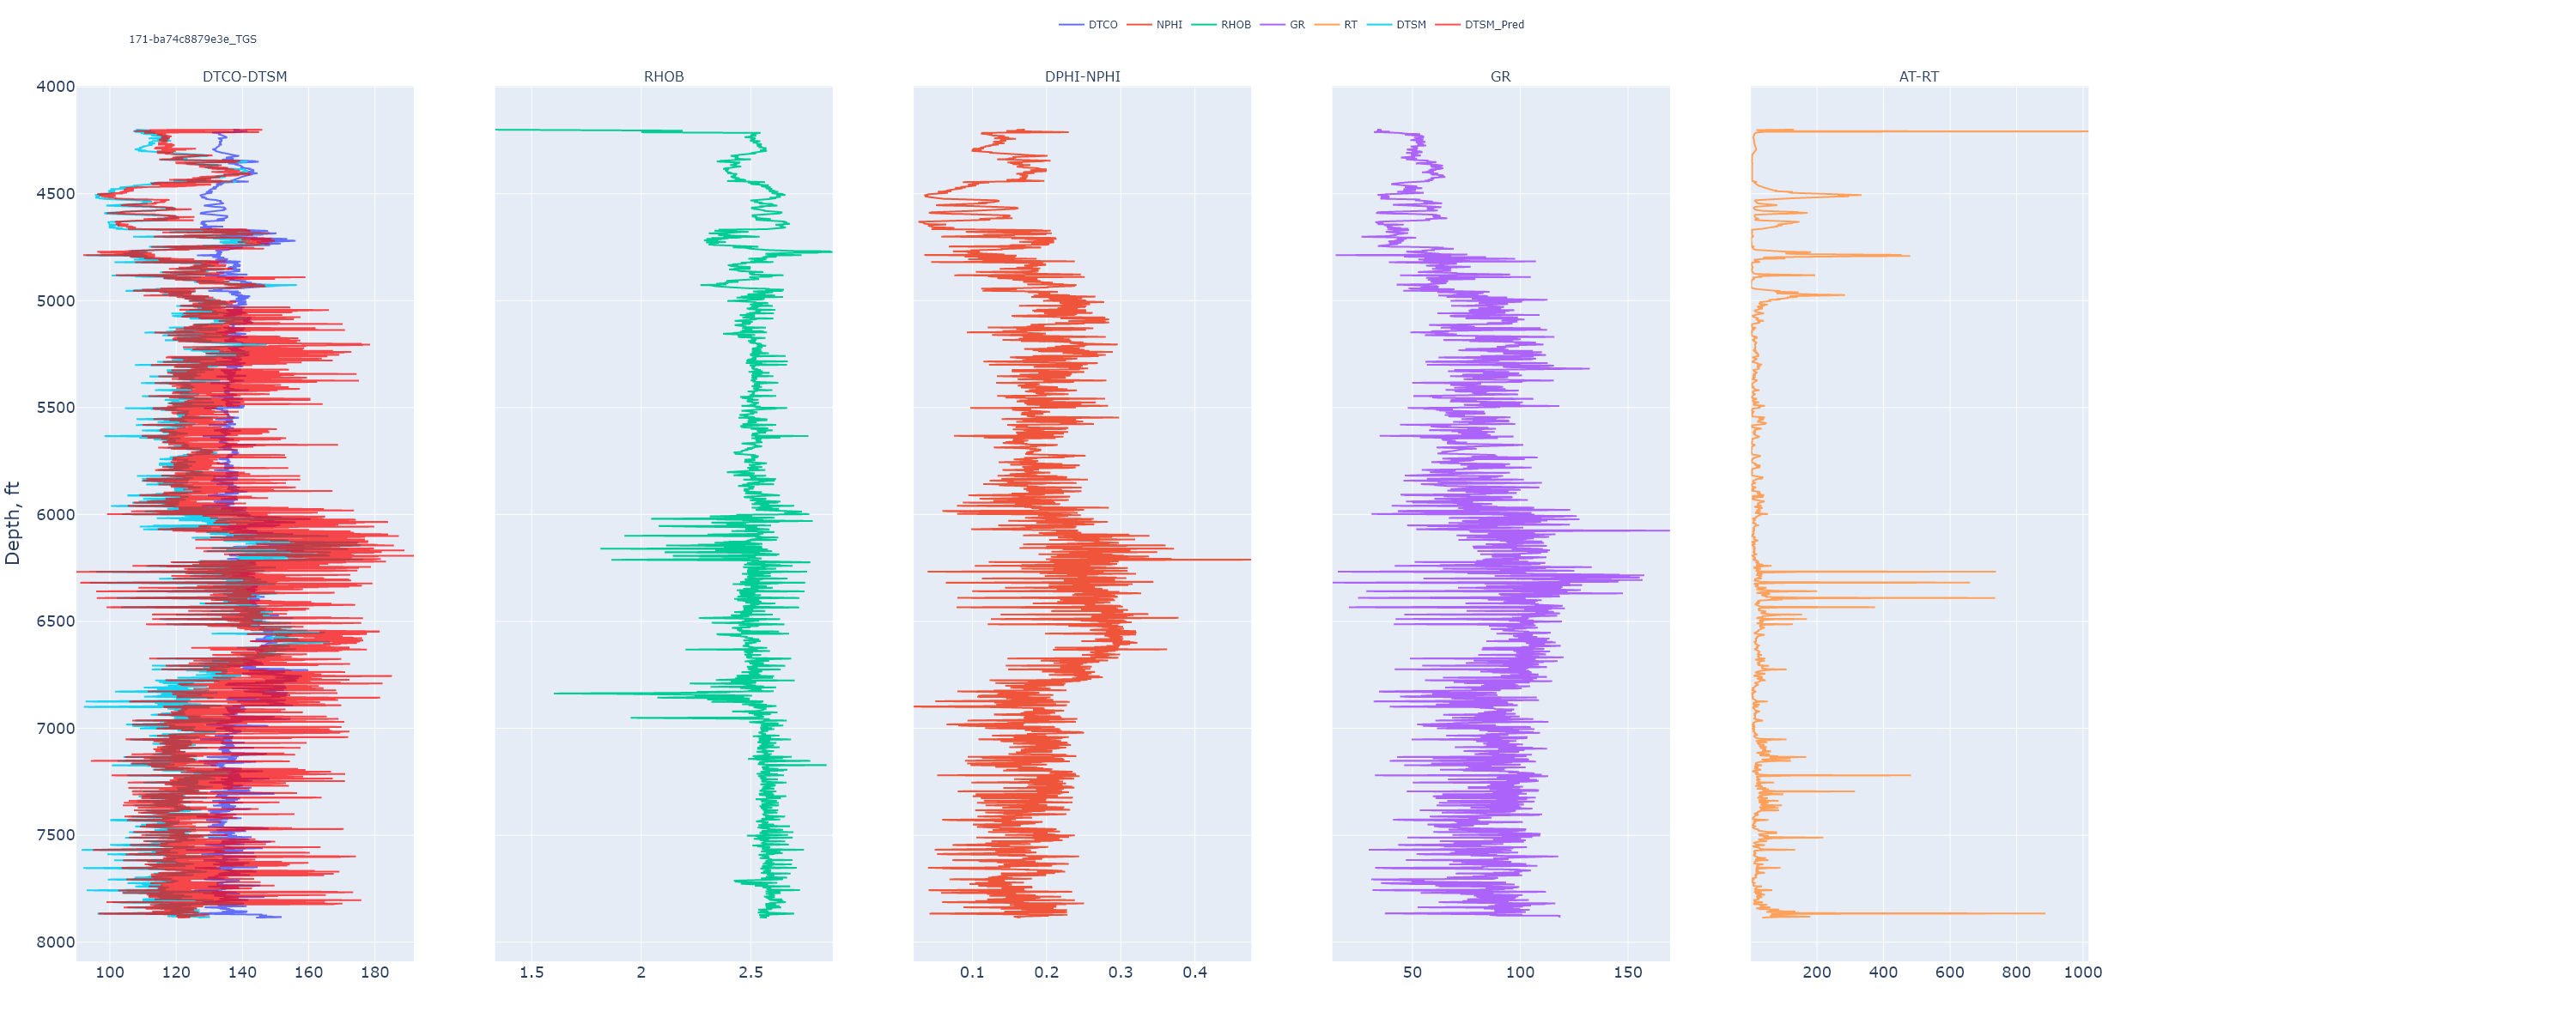 DTCO NPHI RHOB GR RT DTSM DTSM_Pred
171-ba74c8879e3e_TGS
DTCO-DTSM RHOB DPHI-NPHI GR AT-RT
4000
4500
5000
5500
6000
6500
7000
7500
8000
Depth, ft
100 120 140 160 180 1.5 2 2.5 0.1 0.2 0.3 0.4 50 100 150 200 400 600 800 1000